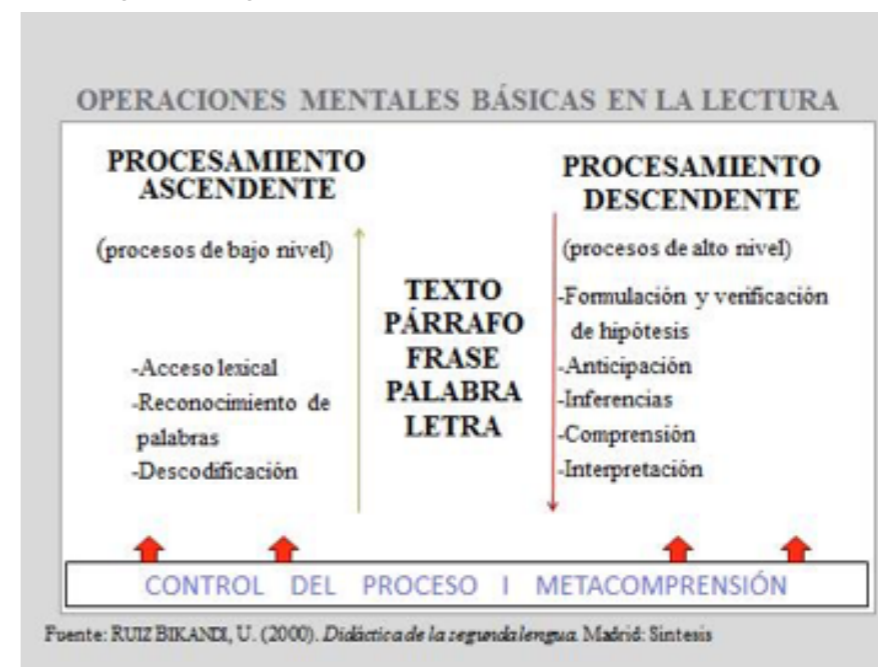 OPERACIONES MENTALES BÁSICAS EN LA LECTURA
PROCESAMIENTO
ASCENDENTE
(procesos de bajo nivel)
-Acceso lexical
-Reconocimiento de
palabras
-Descodificación
TEXTO
PÁRRAFO
FRASE
PALABRA
LETRA
PROCESAMIENTO
DESCENDENTE
(procesos de alto nivel)
-Formulación y verificación
de hipótesis
-Anticipación
-Inferencias
-Comprensión
-Interpretación
CONTROL DEL PROCESO I METACOMPRENSIÓN
Fuente: RUIZ BIKANDI, U. (2000). Didáctica de la segunda lengua. Madrid: Sintesis